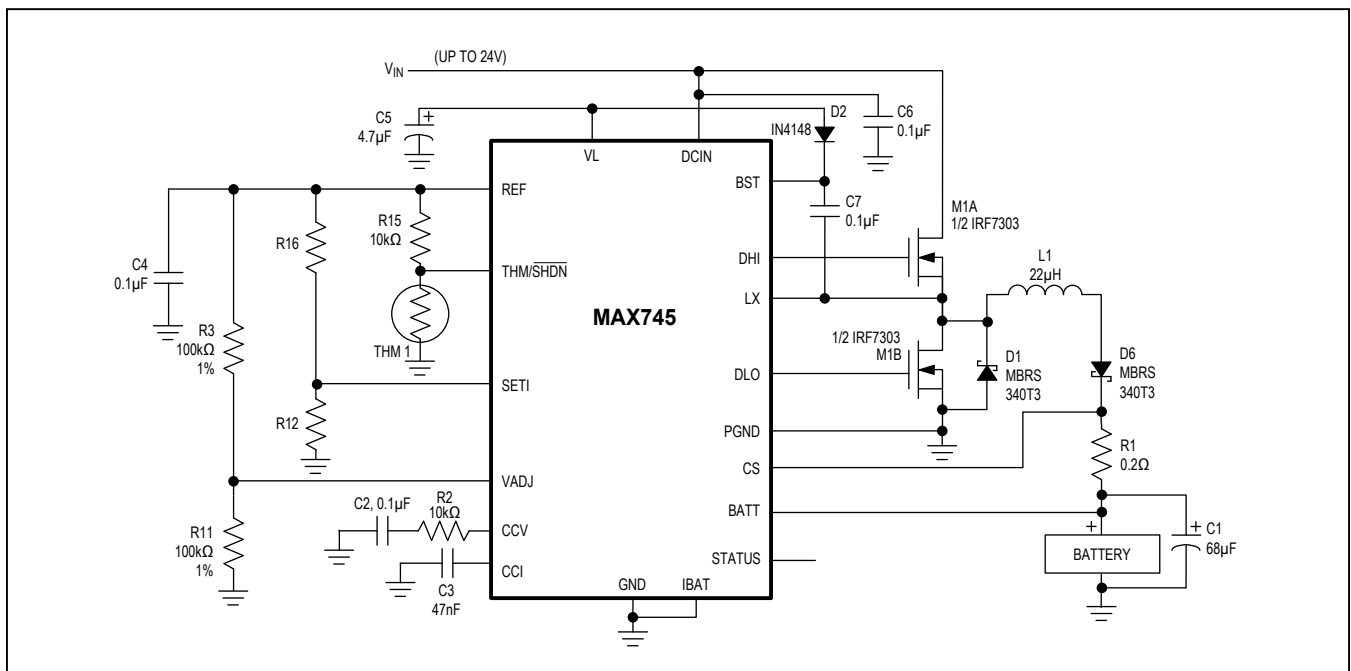 (UP TO 24V)
VIN
C5
+
4.7µF
D2
IN4148
C6
0.1µF
VL
DCIN
REF
BST
R15
10kΩ
C7
0.1µF
M1A
1/2 IRF7303
R16
C4
0.1µF
THM/SHDN
DHI
L1
22µH
LX
MAX745
R3
100kΩ
1%
THM 1
1/2 IRF7303
M1B
D1
MBRS
340T3
D6
MBRS
340T3
SETI
DLO
R12
PGND
CS
R1
0.2Ω
VADJ
C2, 0.1µF
R2
10kΩ
R11
100kΩ
1%
CCV
BATT
+
BATTERY
+
C1
68µF
STATUS
CCI
C3
47nF
GND
IBAT